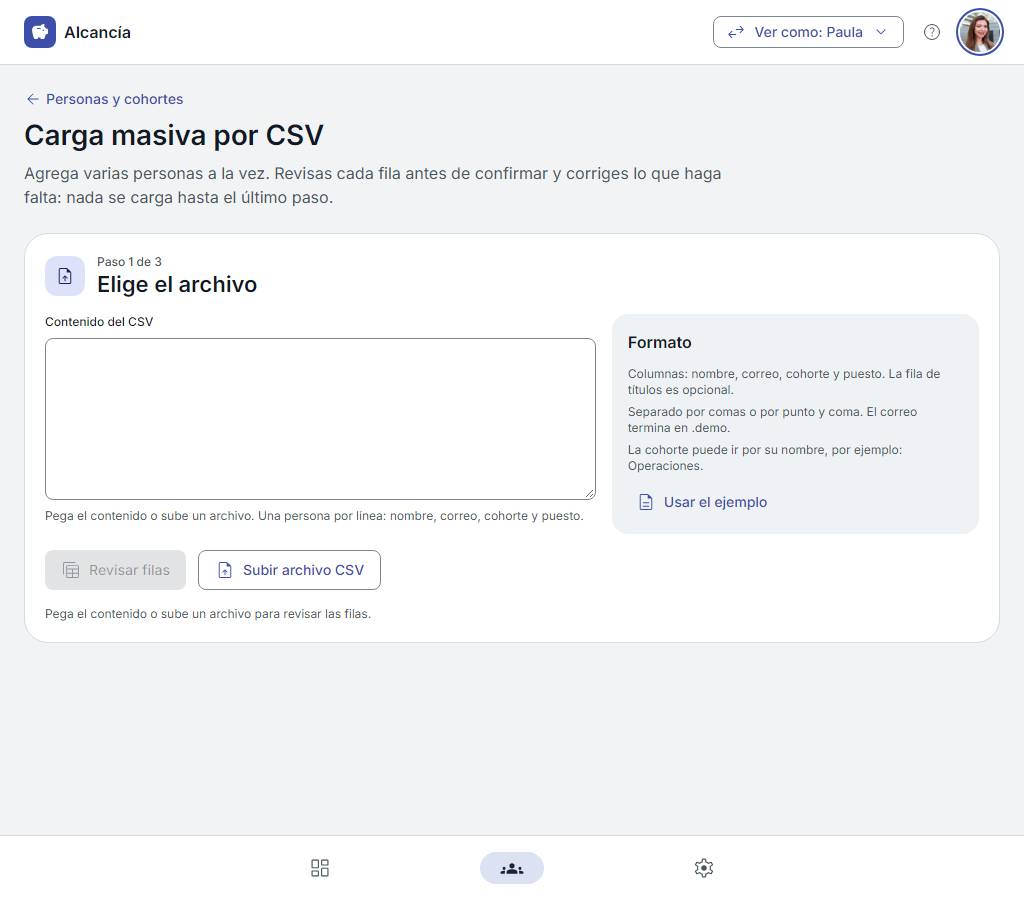 Alcancía
Ver como: Paula
Personas y cohortes
Carga masiva por CSV
Agrega varias personas a la vez. Revisas cada fila antes de confirmar y corriges lo que haga
falta: nada se carga hasta el último paso.
Paso 1 de 3
Elige el archivo
Contenido del CSV
Pega el contenido o sube un archivo. Una persona por línea: nombre, correo, cohorte y puesto.
Formato
Columnas: nombre, correo, cohorte y puesto. La fila de
títulos es opcional.
Separado por comas o por punto y coma. El correo
termina en .demo.
La cohorte puede ir por su nombre, por ejemplo:
Operaciones.
Usar el ejemplo
Revisar filas
Subir archivo CSV
Pega el contenido o sube un archivo para revisar las filas.